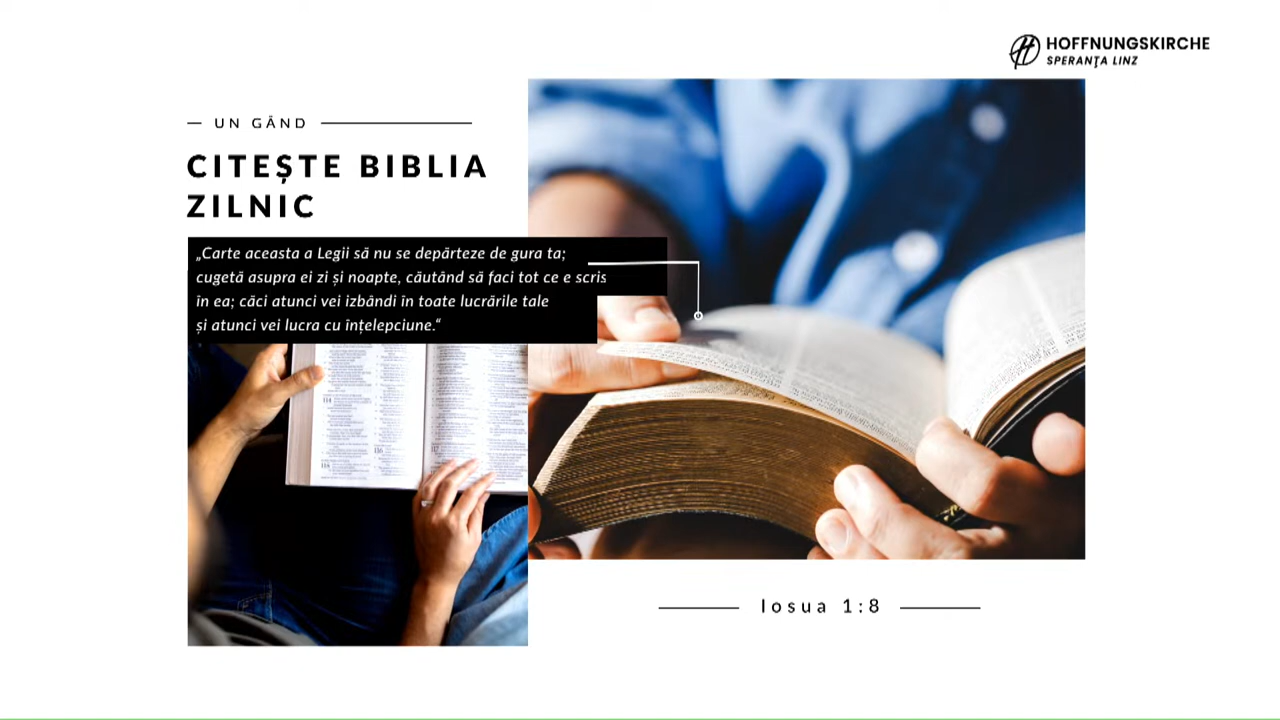 HOFFNUNGSKIRCHE
SPERANȚA LINZ
UN GÂND
CITEȘTE BIBLIA
ZILNIC
„Carte aceasta a Legii să nu se depărteze de gura ta;
cugetă asupra ei zi și noapte, căutând să faci tot ce e scris
în ea; căci atunci vei izbândi în toate lucrările tale
și atunci vei lucra cu înțelepciune.“
Iosua 1:8